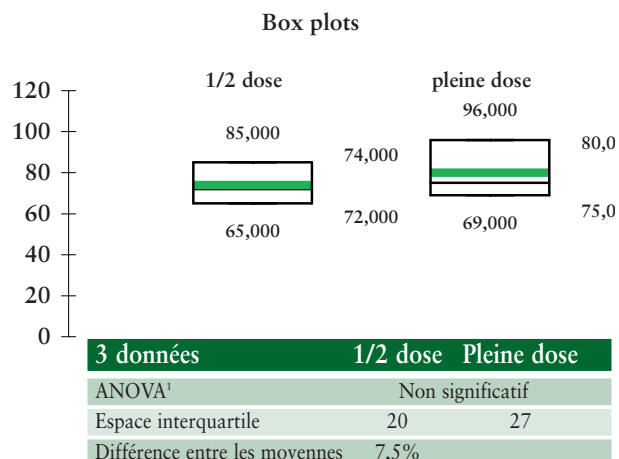 Box plots
1/2 dose pleine dose
120
100
80
60
40
20
0
85,000
74,000
72,000
65,000
96,000
80,0
75,0
69,000
3 données 1/2 dose Pleine dose
ANOVA¹ Non significatif
Espace interquartile 20 27
Différence entre les moyennes 7,5%